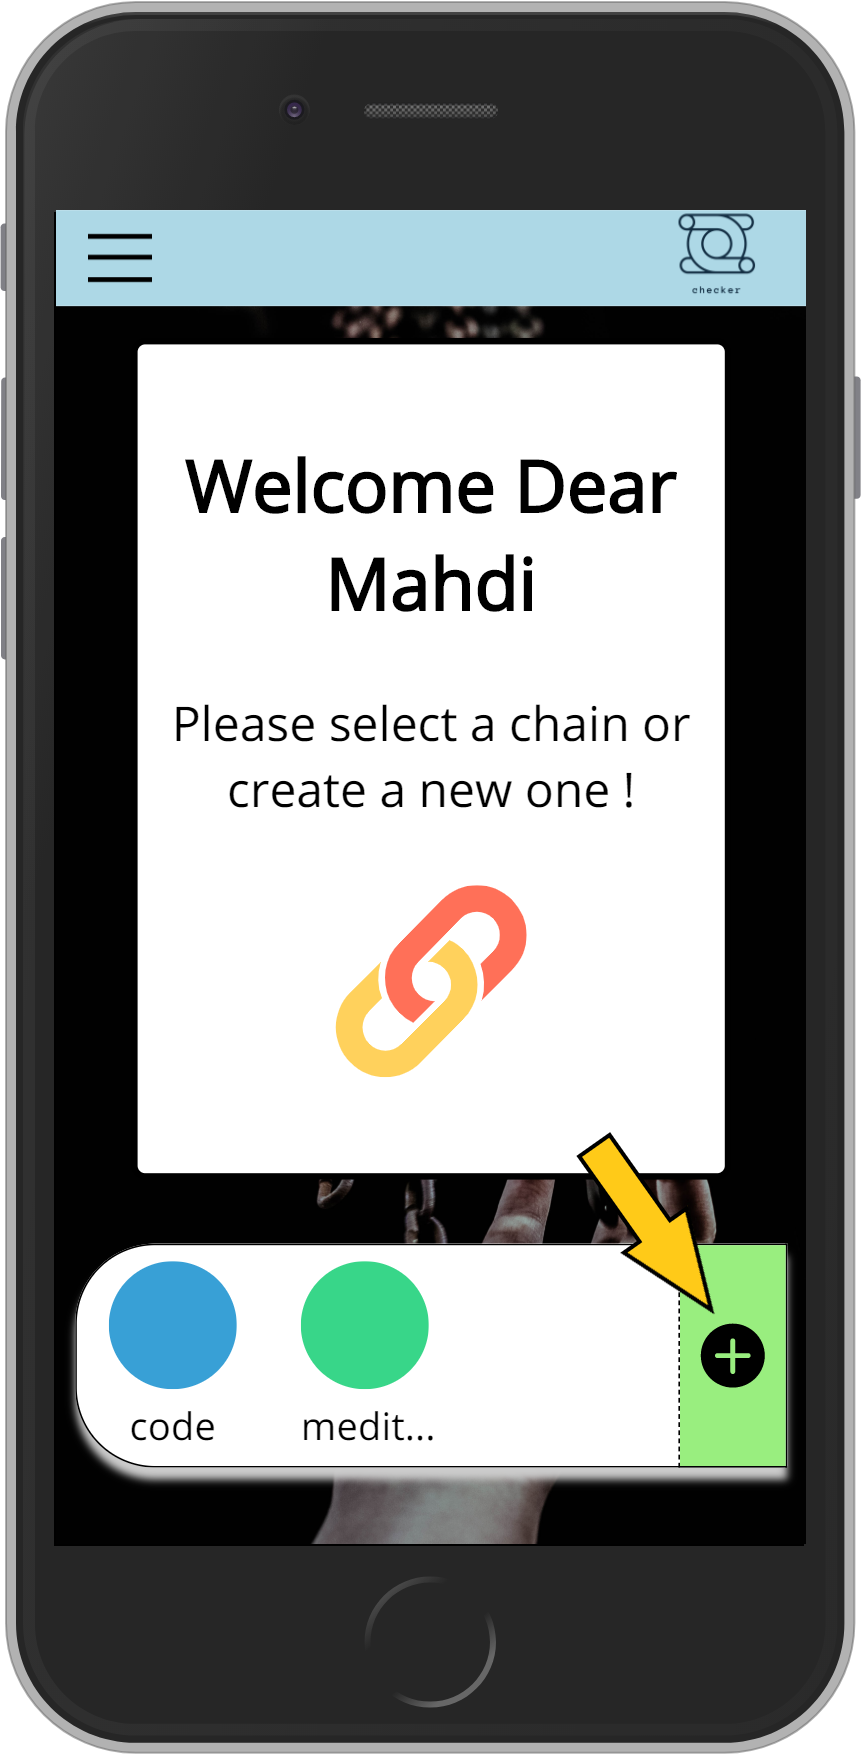 checker
Welcome Dear
Mahdi
Please select a chain or
create a new one !
code
medit...